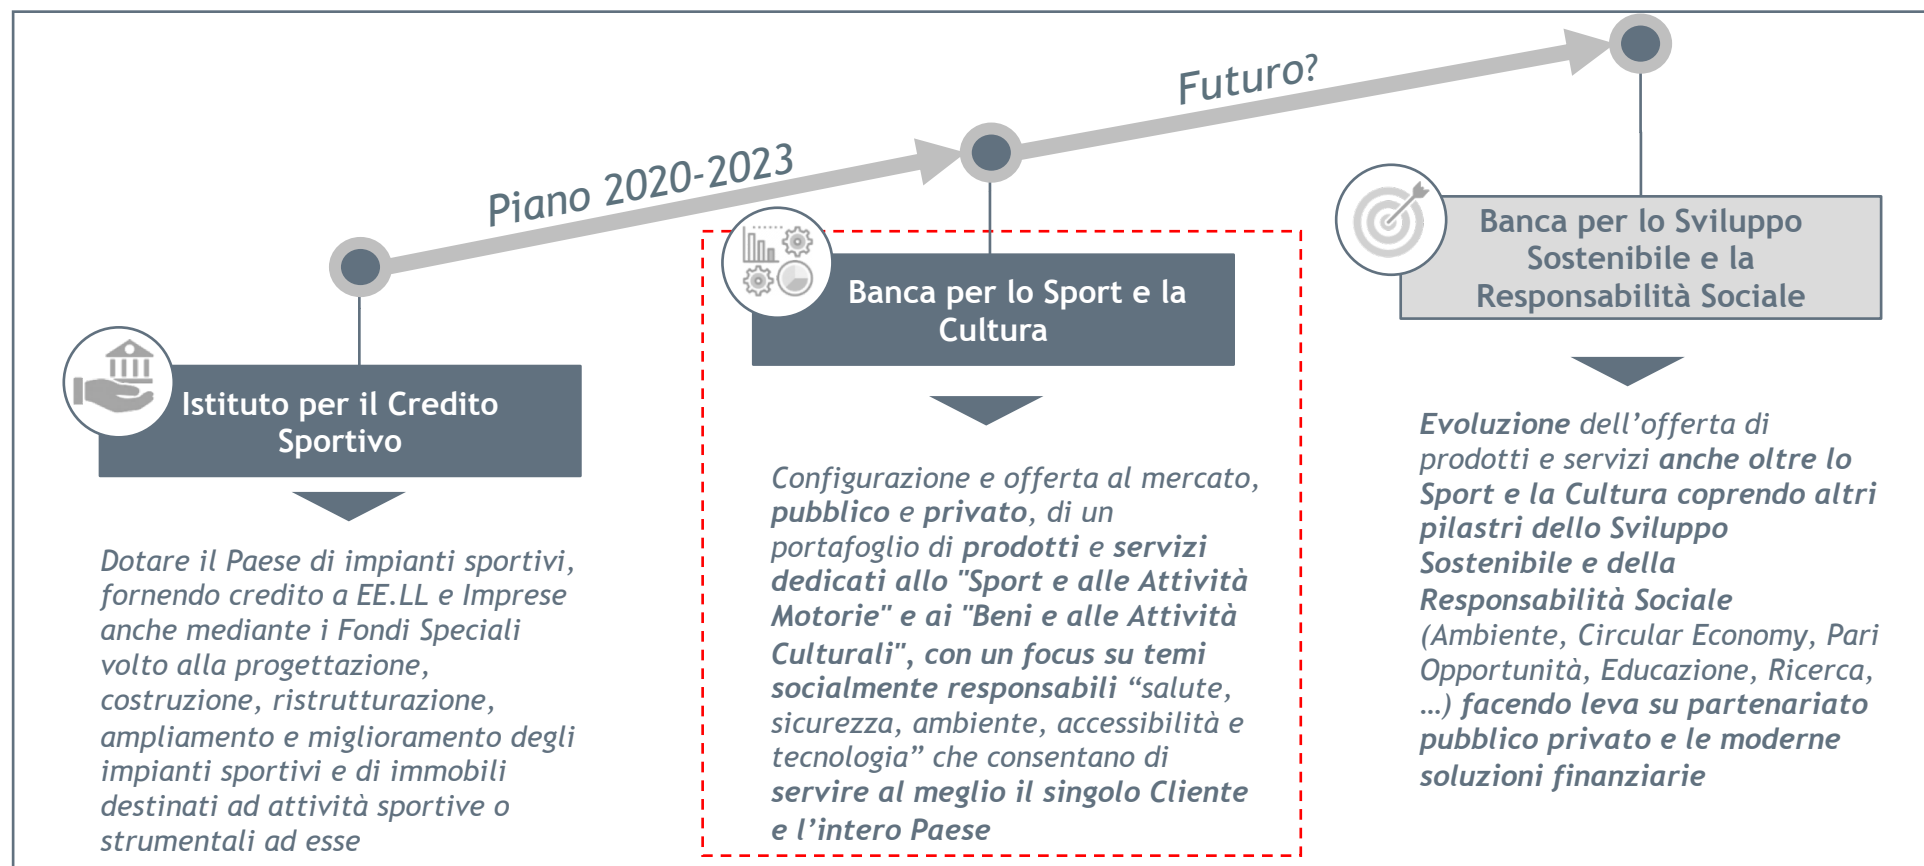 Futuro?
Piano 2020-2023
Istituto per il Credito
Sportivo
Dotare il Paese di impianti sportivi,
fornendo credito a EE.LL e Imprese
anche mediante i Fondi Speciali
volto alla progettazione,
costruzione, ristrutturazione,
ampliamento e miglioramento degli
impianti sportivi e di immobili
destinati ad attività sportive o
strumentali ad esse
Banca per lo Sport e la
Cultura
Configurazione e offerta al mercato,
pubblico e privato, di un
portafoglio di prodotti e servizi
dedicati allo "Sport e alle Attività
Motorie" e ai "Beni e alle Attività
Culturali", con un focus su temi
socialmente responsabili “salute,
sicurezza, ambiente, accessibilità e
tecnologia” che consentano di
servire al meglio il singolo Cliente
e l’intero Paese
Banca per lo Sviluppo
Sostenibile e la
Responsabilità Sociale
Evoluzione dell’offerta di
prodotti e servizi anche oltre lo
Sport e la Cultura coprendo altri
pilastri dello Sviluppo
Sostenibile e della
Responsabilità Sociale
(Ambiente, Circular Economy, Pari
Opportunità, Educazione, Ricerca,
…) facendo leva su partenariato
pubblico privato e le moderne
soluzioni finanziarie